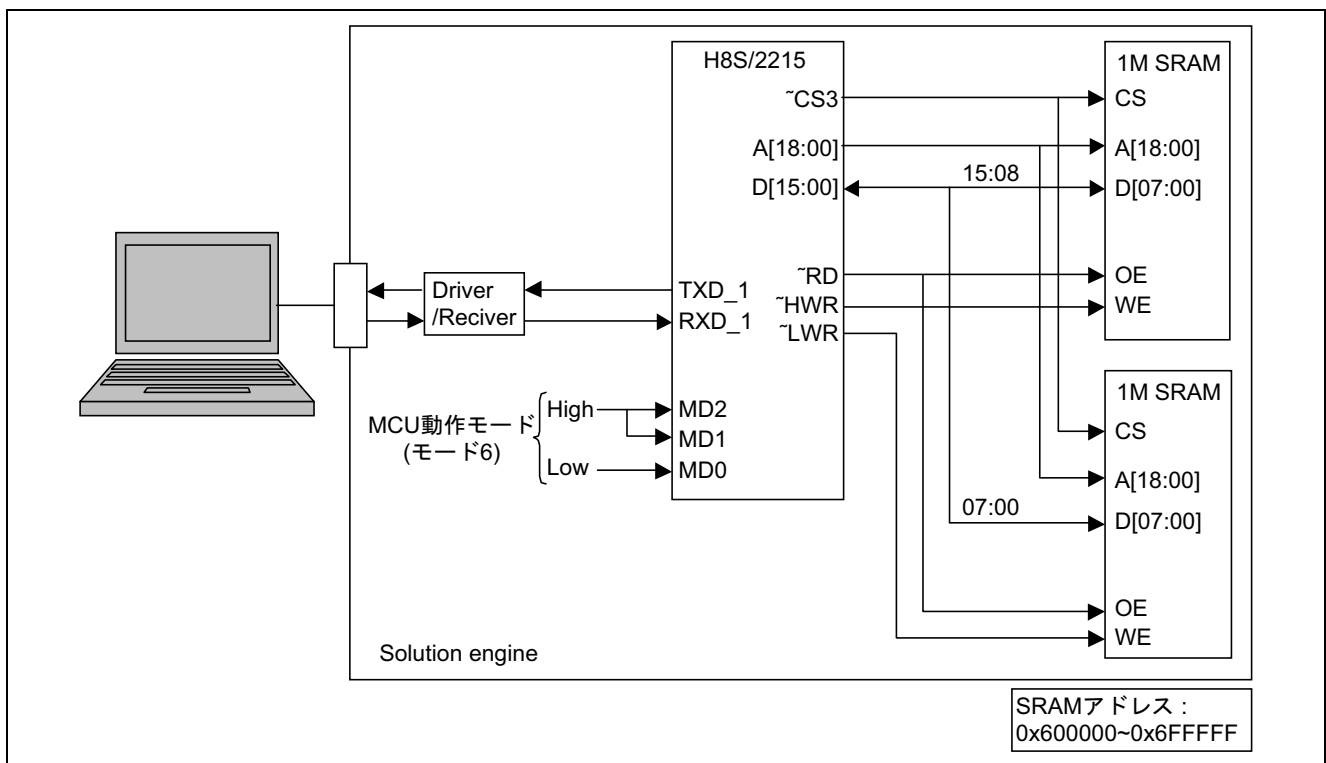 H8S/2215
~CS3
A[18:00]
D[15:00]
~RD
~HWR
~LWR
TXD_1
RXD_1
MD2
MD1
MD0
Driver
/Reciver
MCU動作モード
(モード6)
High
Low
15:08
07:00
1M SRAM
CS
A[18:00]
D[07:00]
OE
WE
1M SRAM
CS
A[18:00]
D[07:00]
OE
WE
Solution engine
SRAMアドレス：
0x600000~0x6FFFFF